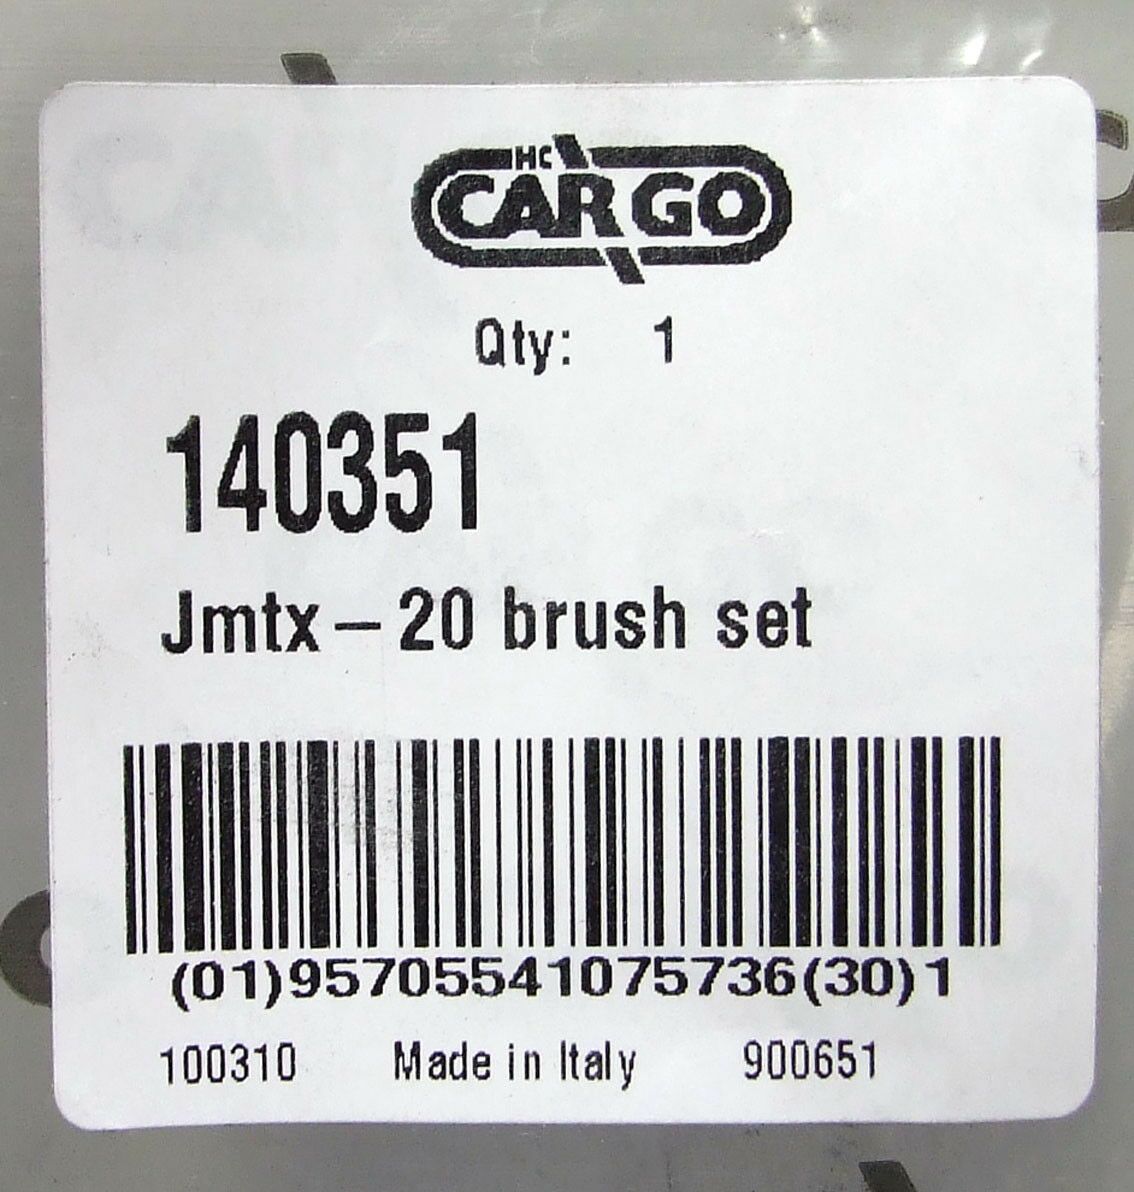 HC
CARGO
Qty: 1
140351
Jmtx-20 brush set
(01)95705541075736(30)1
100310 Made in Italy 900651